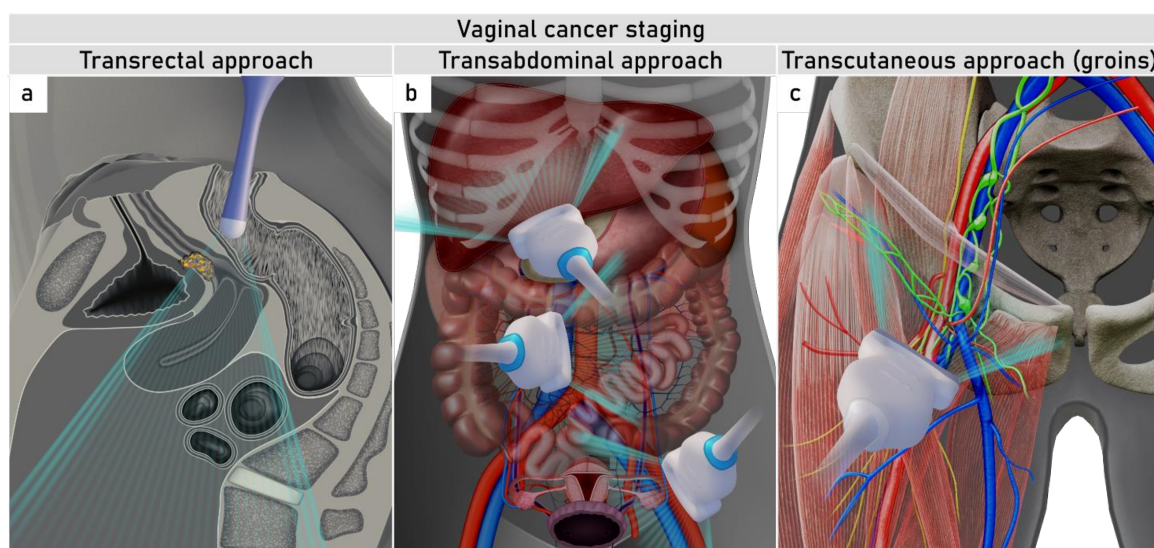 Vaginal cancer staging
Transrectal approach
Transabdominal approach
Transcutaneous approach (groins)
a
b
c